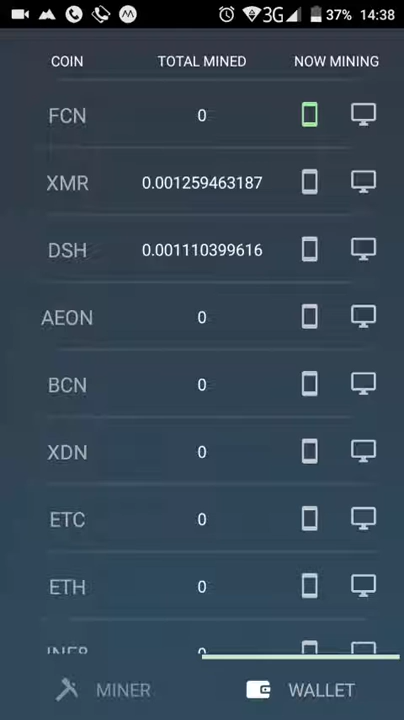 3G 37% 14:38
COIN TOTAL MINED NOW MINING
FCN 0
XMR 0.001259463187
DSH 0.001110399616
AEON 0
BCN 0
XDN 0
ETC 0
ETH 0
MINER WALLET